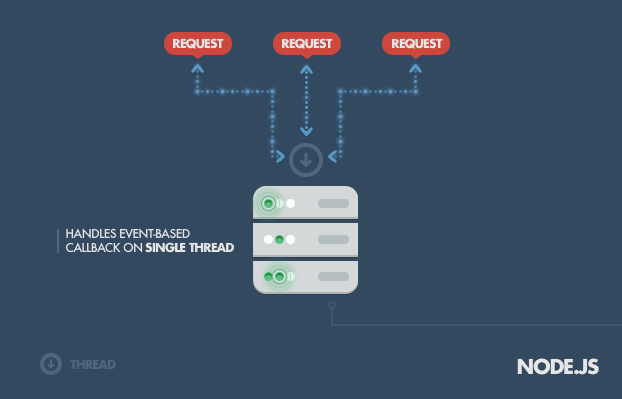 REQUEST REQUEST REQUEST
HANDLES EVENT-BASED
CALLBACK ON SINGLE THREAD
THREAD
NODE.JS